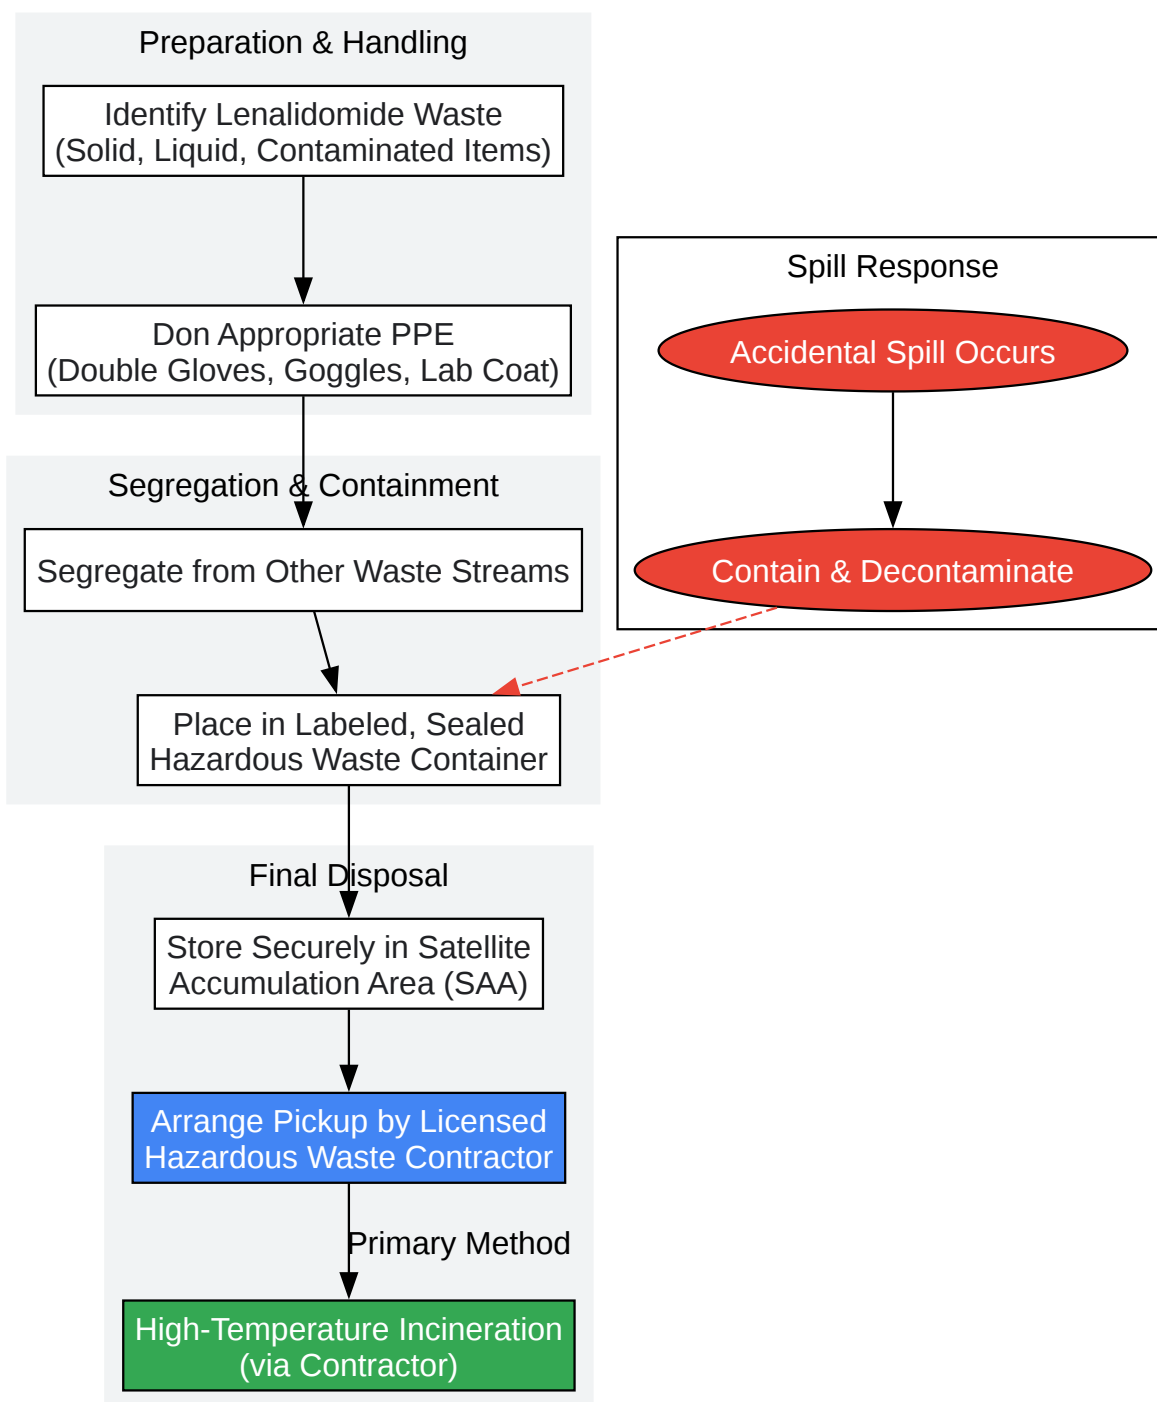 Preparation & Handling
Identify Lenalidomide Waste
(Solid, Liquid, Contaminated Items)
Don Appropriate PPE
(Double Gloves, Goggles, Lab Coat)
Segregation & Containment
Segregate from Other Waste Streams
Place in Labeled, Sealed
Hazardous Waste Container
Final Disposal
Store Securely in Satellite
Accumulation Area (SAA)
Arrange Pickup by Licensed
Hazardous Waste Contractor
Primary Method
High-Temperature Incineration
(via Contractor)
Spill Response
Accidental Spill Occurs
Contain & Decontaminate